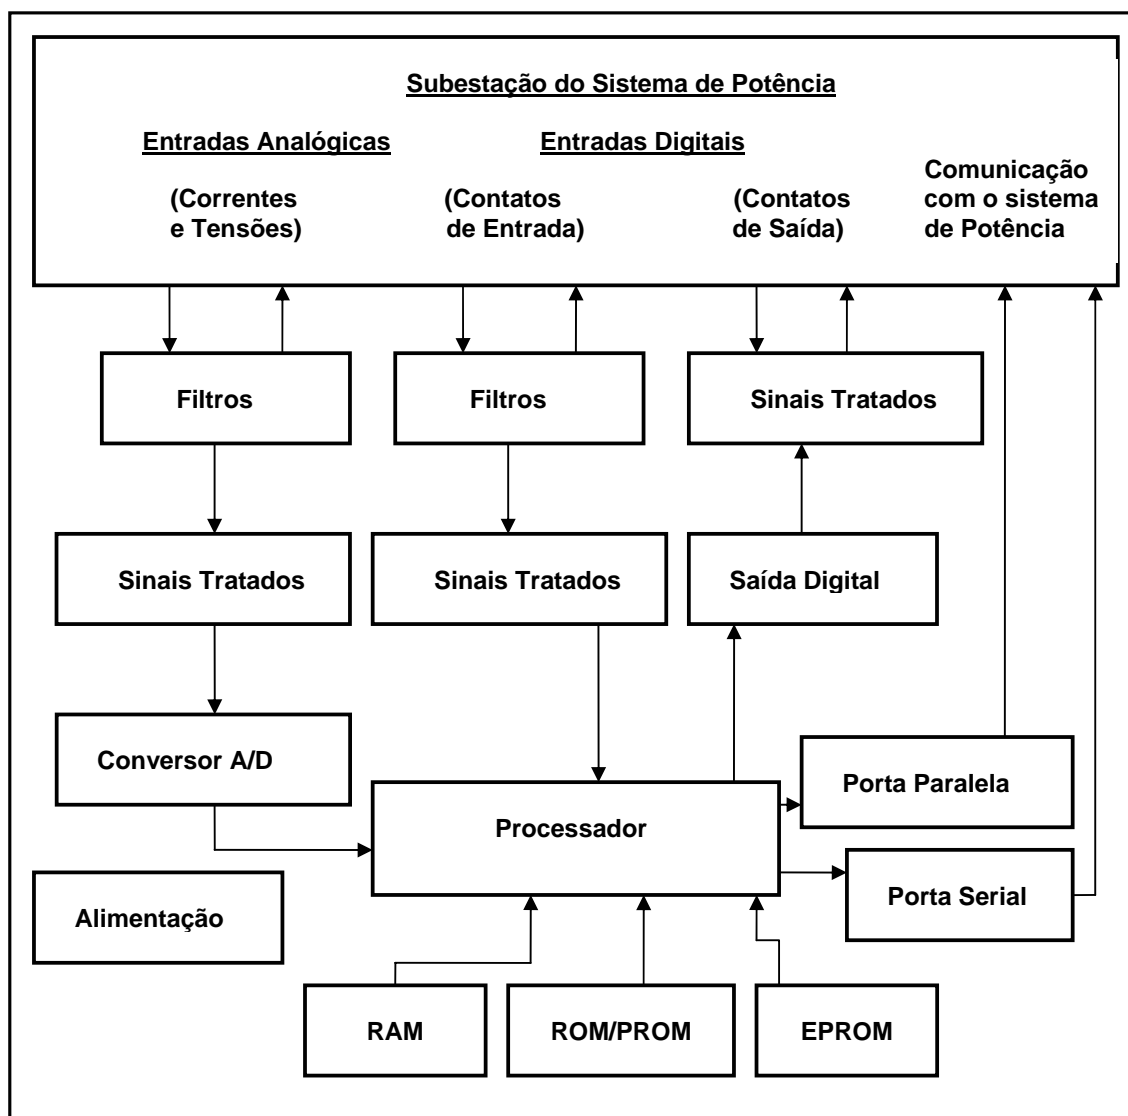 Subestação do Sistema de Potência
Entradas Analógicas
Entradas Digitais
Comunicação
com o sistema
de Potência
(Correntes
e Tensões)
(Contatos
de Entrada)
(Contatos
de Saída)
Filtros
Filtros
Sinais Tratados
Sinais Tratados
Sinais Tratados
Saída Digital
Conversor A/D
Processador
Porta Paralela
Porta Serial
Alimentação
RAM
ROM/PROM
EPROM